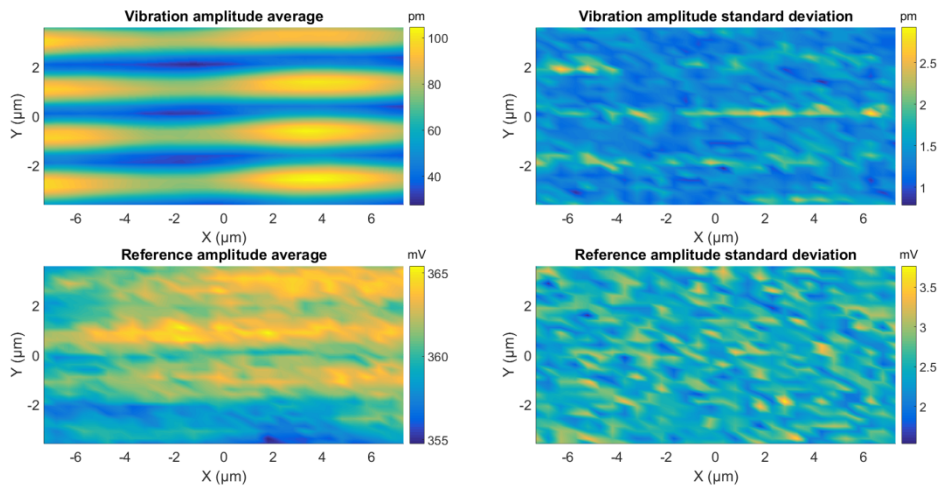 Vibration amplitude average
pm
100
80
60
40
2
0
-2
Y (µm)
-6 -4 -2 0 2 4 6
X (µm)
Vibration amplitude standard deviation
pm
2.5
2
1.5
1
2
0
-2
Y (µm)
-6 -4 -2 0 2 4 6
X (µm)
Reference amplitude average
mV
365
360
355
2
0
-2
Y (µm)
-6 -4 -2 0 2 4 6
X (µm)
Reference amplitude standard deviation
mV
3.5
3
2.5
2
2
0
-2
Y (µm)
-6 -4 -2 0 2 4 6
X (µm)